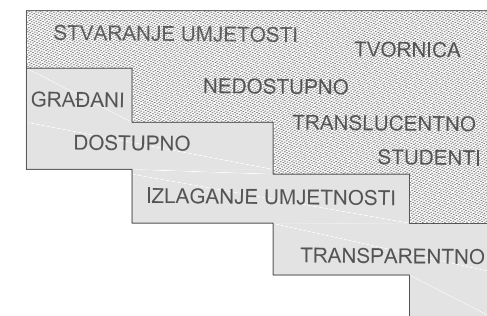 STVARANJE UMJETOSTI
TVORNICA
NEDOSTUPNO
GRAĐANI
TRANSLUCENTNO
DOSTUPNO
STUDENTI
IZLAGANJE UMJETNOSTI
TRANSPARENTNO